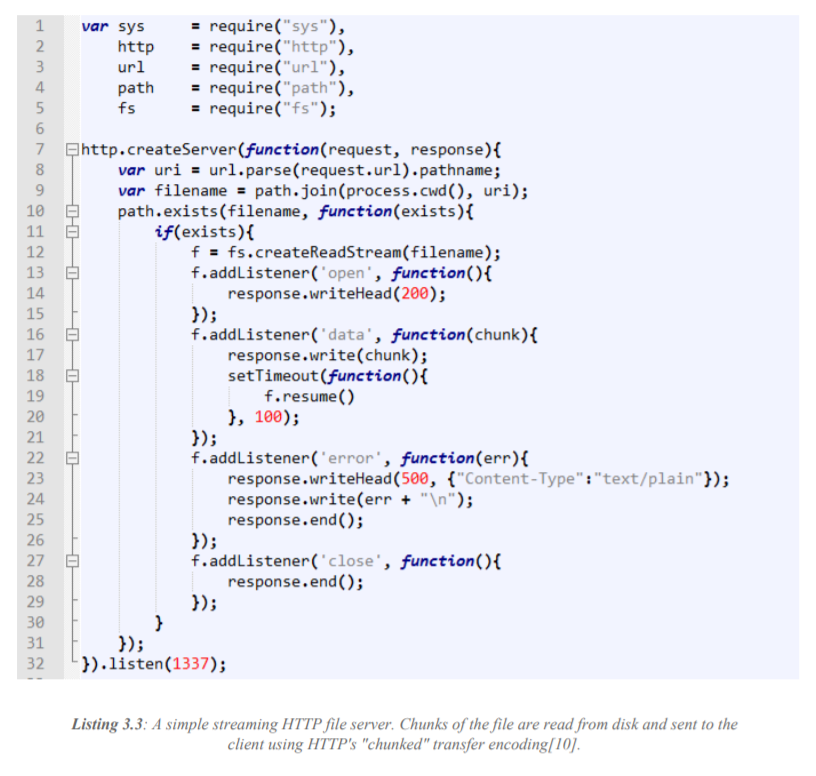 1 var sys     = require("sys"),
2     http    = require("http"),
3     url     = require("url"),
4     path    = require("path"),
5     fs      = require("fs");
6
7 http.createServer(function(request, response){
8     var uri = url.parse(request.url).pathname;
9     var filename = path.join(process.cwd(), uri);
10     path.exists(filename, function(exists){
11         if(exists){
12             f = fs.createReadStream(filename);
13             f.addListener('open', function(){
14                 response.writeHead(200);
15             });
16             f.addListener('data', function(chunk){
17                 response.write(chunk);
18                 setTimeout(function(){
19                     f.resume()
20                 }, 100);
21             });
22             f.addListener('error', function(err){
23                 response.writeHead(500, {"Content-Type":"text/plain"});
24                 response.write(err + "\n");
25                 response.end();
26             });
27             f.addListener('close', function(){
28                 response.end();
29             });
30         }
31     });
32 }).listen(1337);
Listing 3.3: A simple streaming HTTP file server. Chunks of the file are read from disk and sent to the
client using HTTP's "chunked" transfer encoding[10].